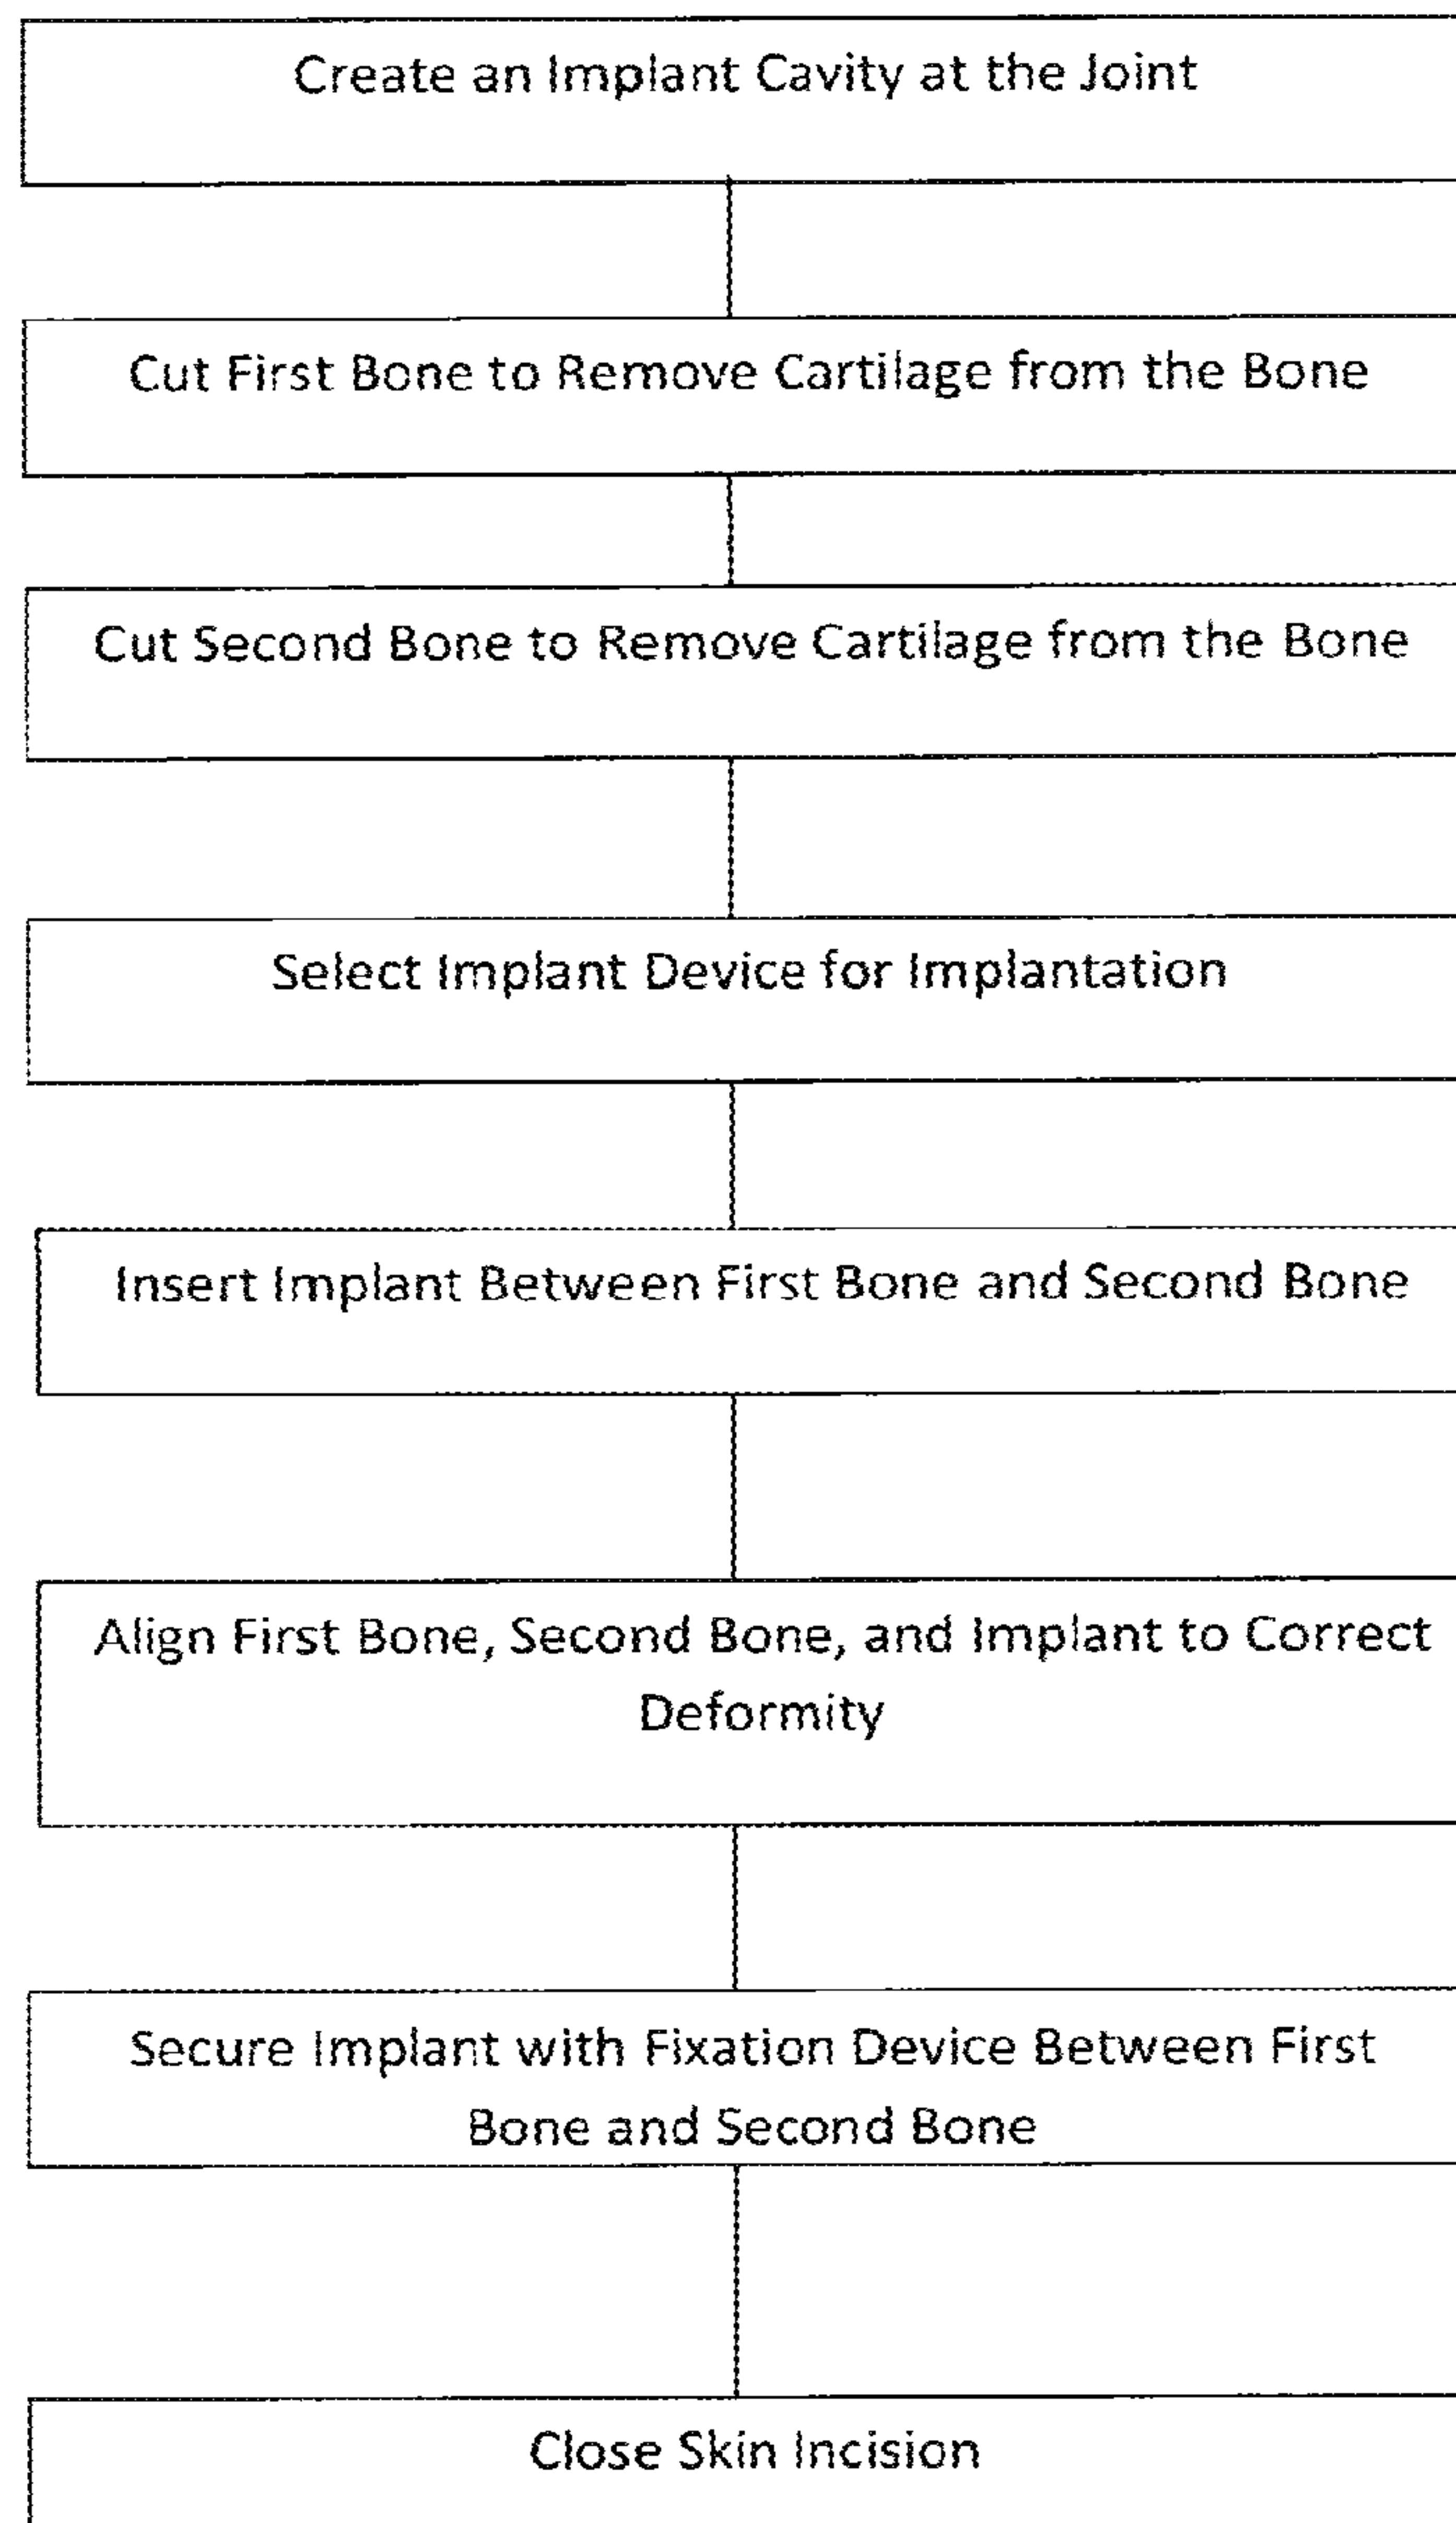 Create an Implant Cavity at the Joint
Cut First Bone to Remove Cartilage from the Bone
Cut Second Bone to Remove Cartilage from the Bone
Select Implant Device for Implantation
Insert Implant Between First Bone and Second Bone
Align First Bone, Second Bone, and Implant to Correct
Deformity
Secure Implant with Fixation Device Between First
Bone and Second Bone
Close Skin Incision